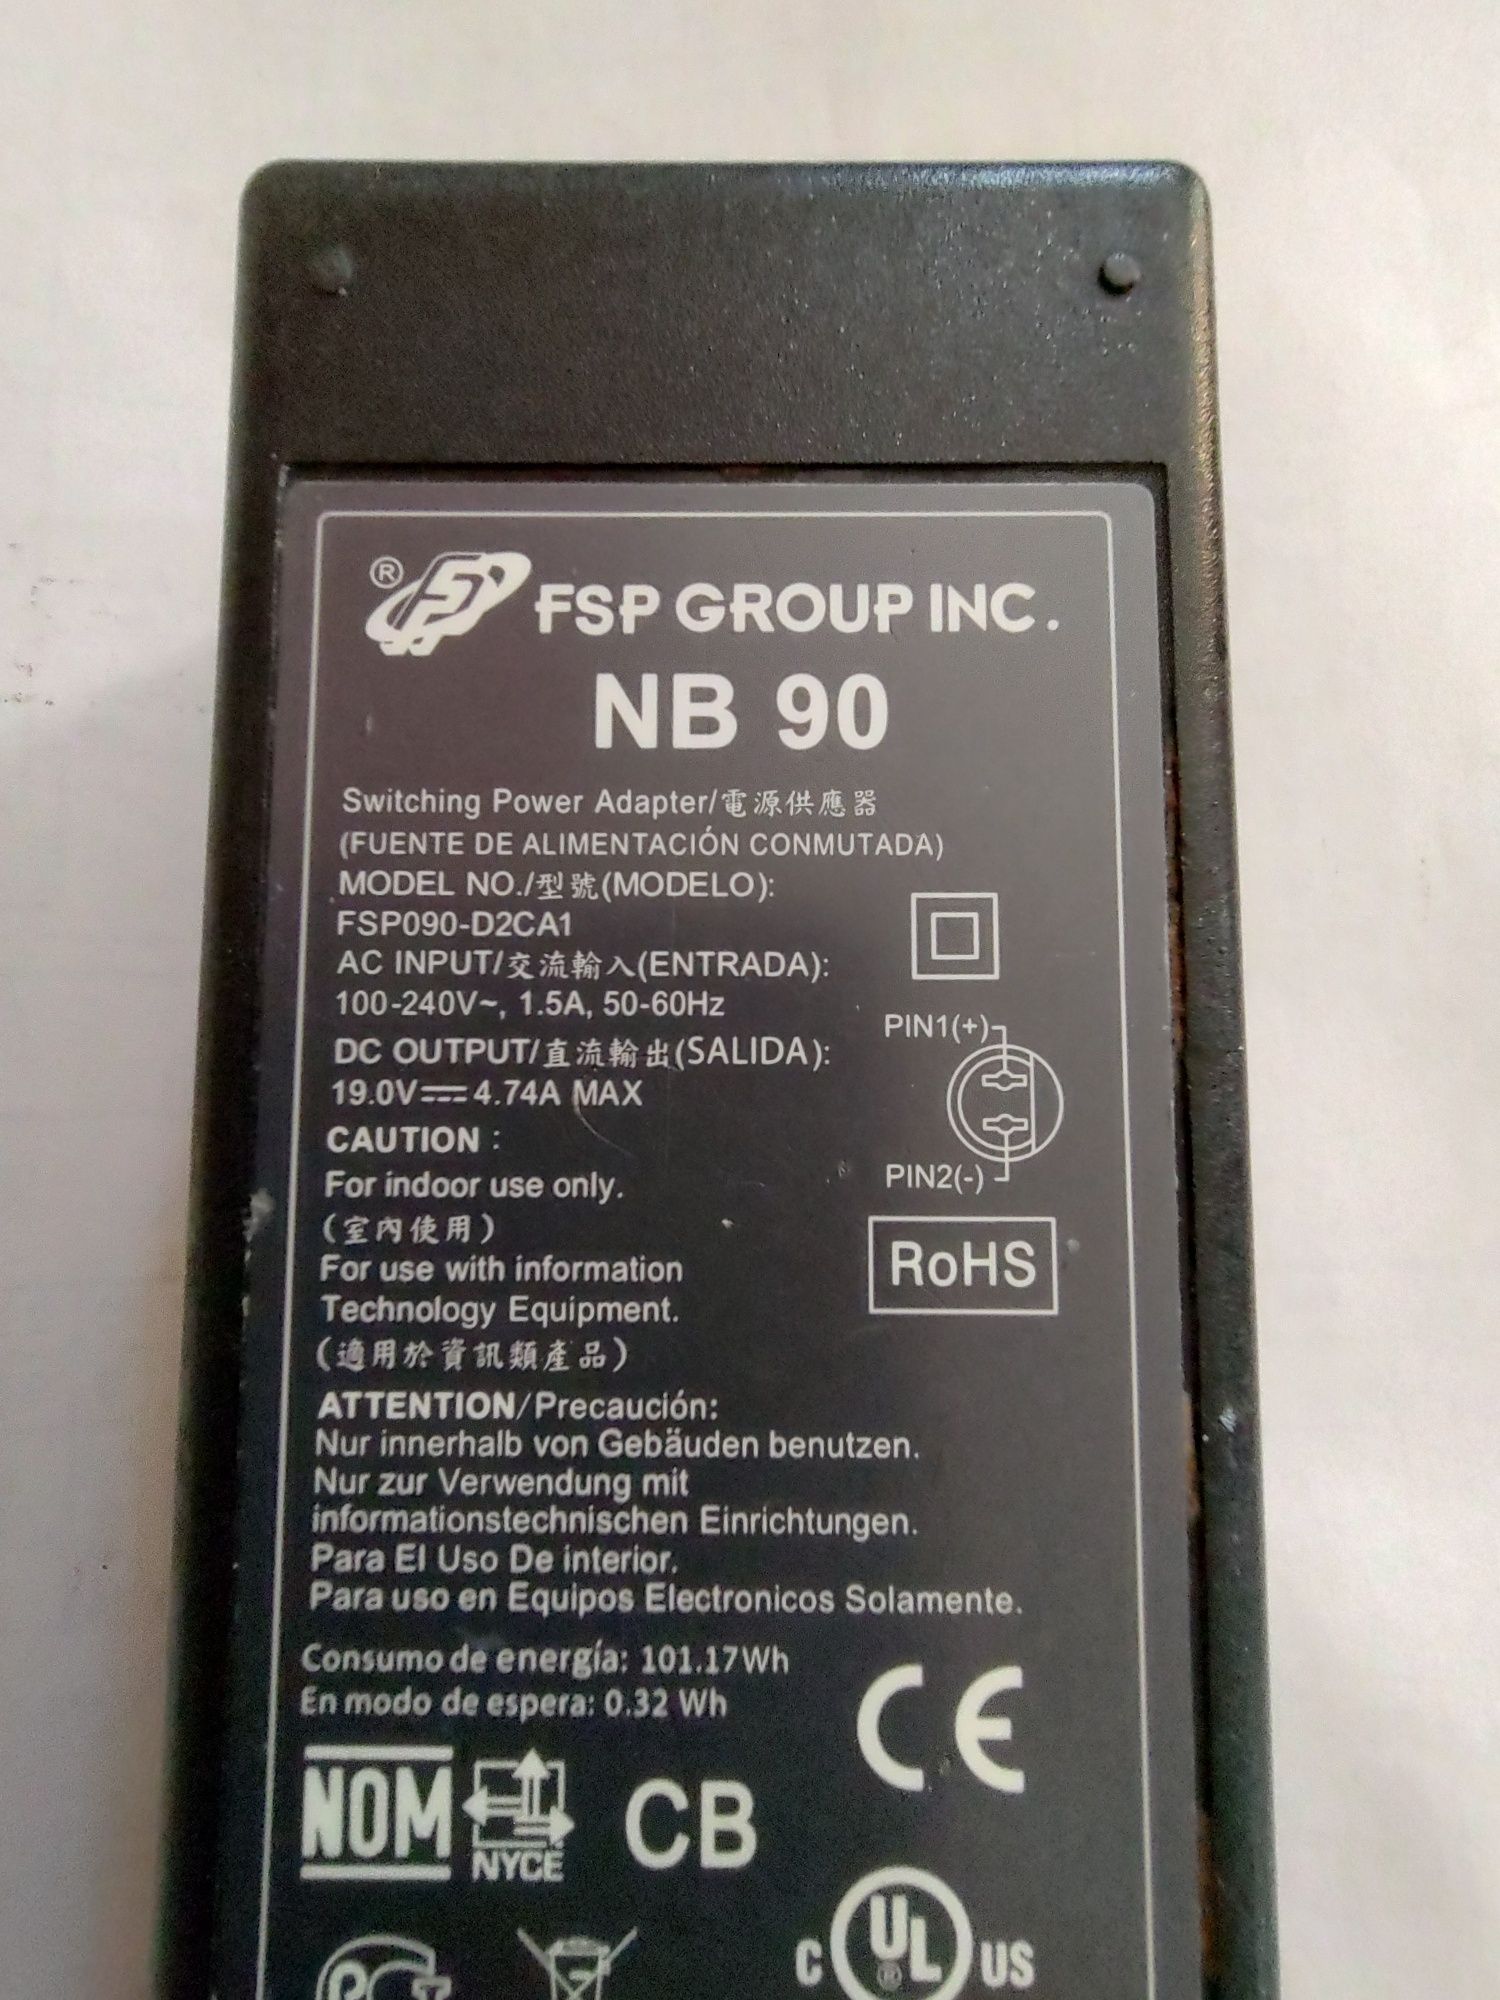 ® FSP FSP GROUP INC.
NB 90
Switching Power Adapter/電源供應器
(FUENTE DE ALIMENTACIÓN CONMUTADA)
MODEL NO./型號(MODELO):
FSP090-D2CA1
AC INPUT/交流輸入(ENTRADA):
100-240V~, 1.5A, 50-60Hz
PIN1(+)
DC OUTPUT/直流輸出(SALIDA):
19.0V⎓4.74A MAX
CAUTION :
PIN2(-)
For indoor use only.
(室內使用)
RoHS
For use with information
Technology Equipment.
(適用於資訊類產品)
ATTENTION/Precaución:
Nur innerhalb von Gebäuden benutzen.
Nur zur Verwendung mit
informationstechnischen Einrichtungen.
Para El Uso De interior.
Para uso en Equipos Electronicos Solamente.
Consumo de energía: 101.17Wh
En modo de espera: 0.32 Wh
CE
NOM NYCE CB
C UL ® US